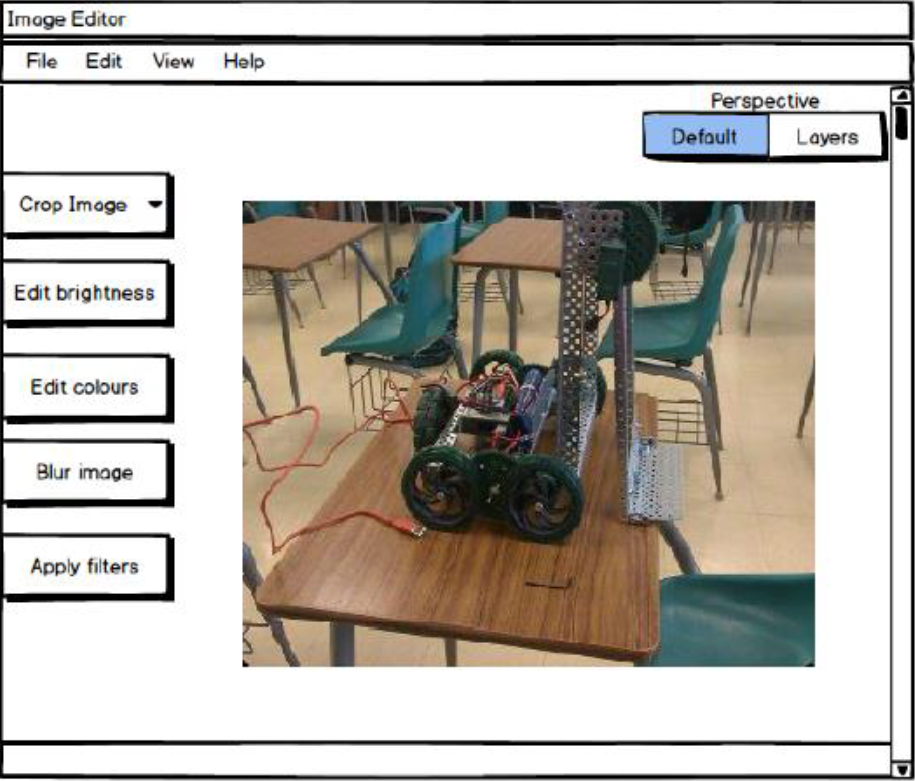 Image Editor
File Edit View Help
Perspective
Default Layers
Crop Image
Edit brightness
Edit colours
Blur image
Apply filters